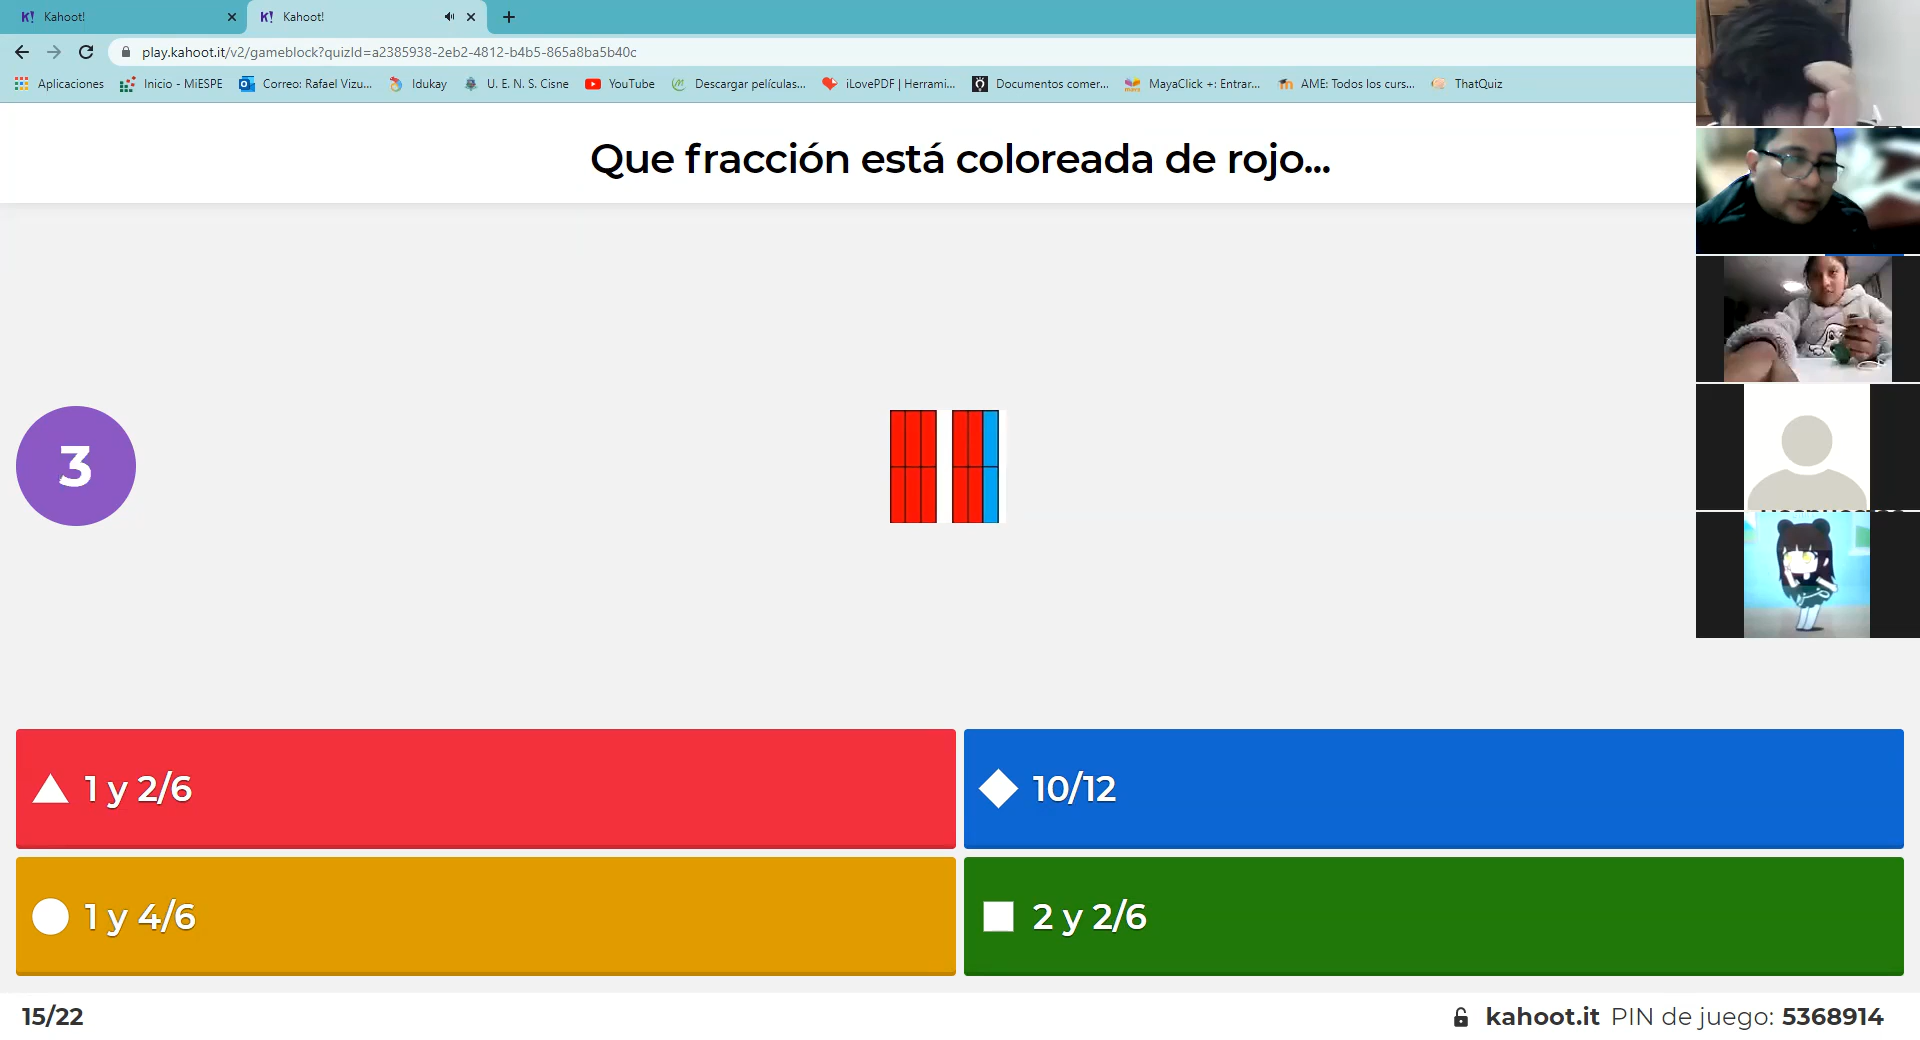 Kahoot!
Kahoot!
play.kahoot.it/v2/gameblock?quizId=a2385938-2eb2-4812-b4b5-865a8ba5b40c
Aplicaciones Inicio - MiESPE Correo: Rafael Vizu... Idukay U. E. N. S. Cisne YouTube Descargar películas... iLovePDF | Herrami... Documentos comer... MayaClick +: Entrar... AME: Todos los curs... ThatQuiz
Que fracción está coloreada de rojo...
3
1 y 2/6
10/12
1 y 4/6
2 y 2/6
15/22
kahoot.it PIN de juego: 5368914